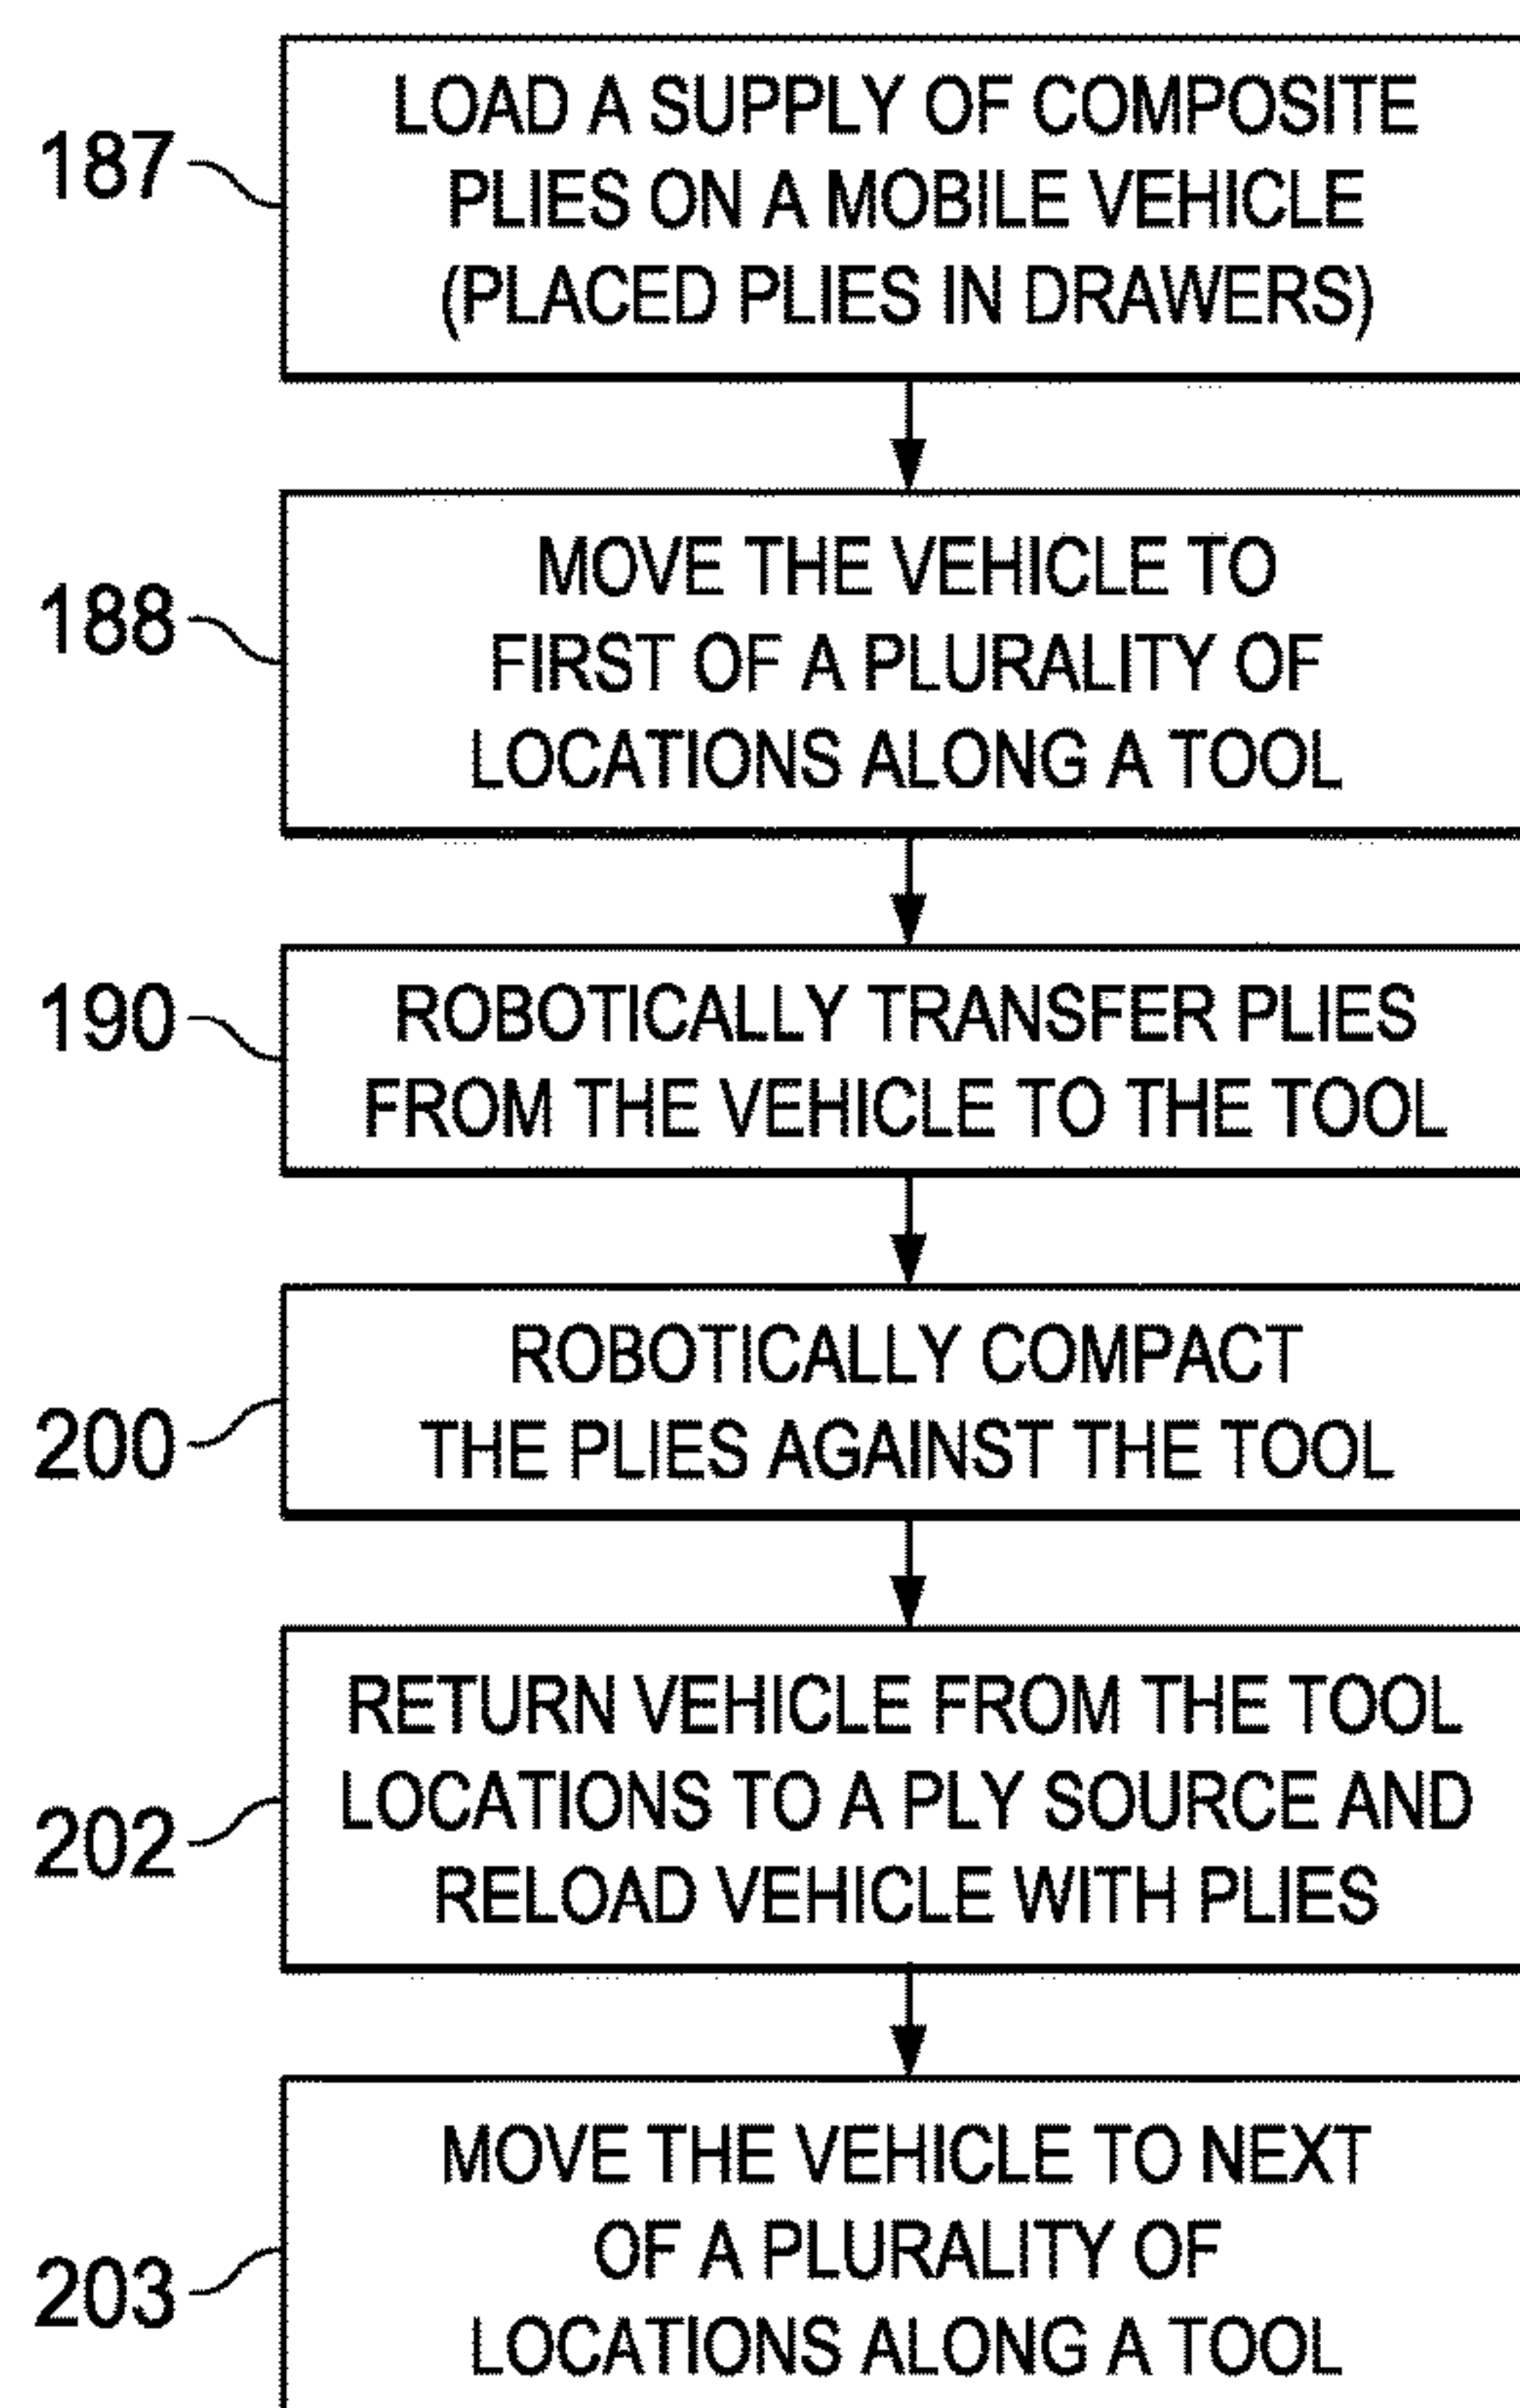 187
LOAD A SUPPLY OF COMPOSITE
PLIES ON A MOBILE VEHICLE
(PLACED PLIES IN DRAWERS)
188
MOVE THE VEHICLE TO
FIRST OF A PLURALITY OF
LOCATIONS ALONG A TOOL
190
ROBOTICALLY TRANSFER PLIES
FROM THE VEHICLE TO THE TOOL
200
ROBOTICALLY COMPACT
THE PLIES AGAINST THE TOOL
202
RETURN VEHICLE FROM THE TOOL
LOCATIONS TO A PLY SOURCE AND
RELOAD VEHICLE WITH PLIES
203
MOVE THE VEHICLE TO NEXT
OF A PLURALITY OF
LOCATIONS ALONG A TOOL